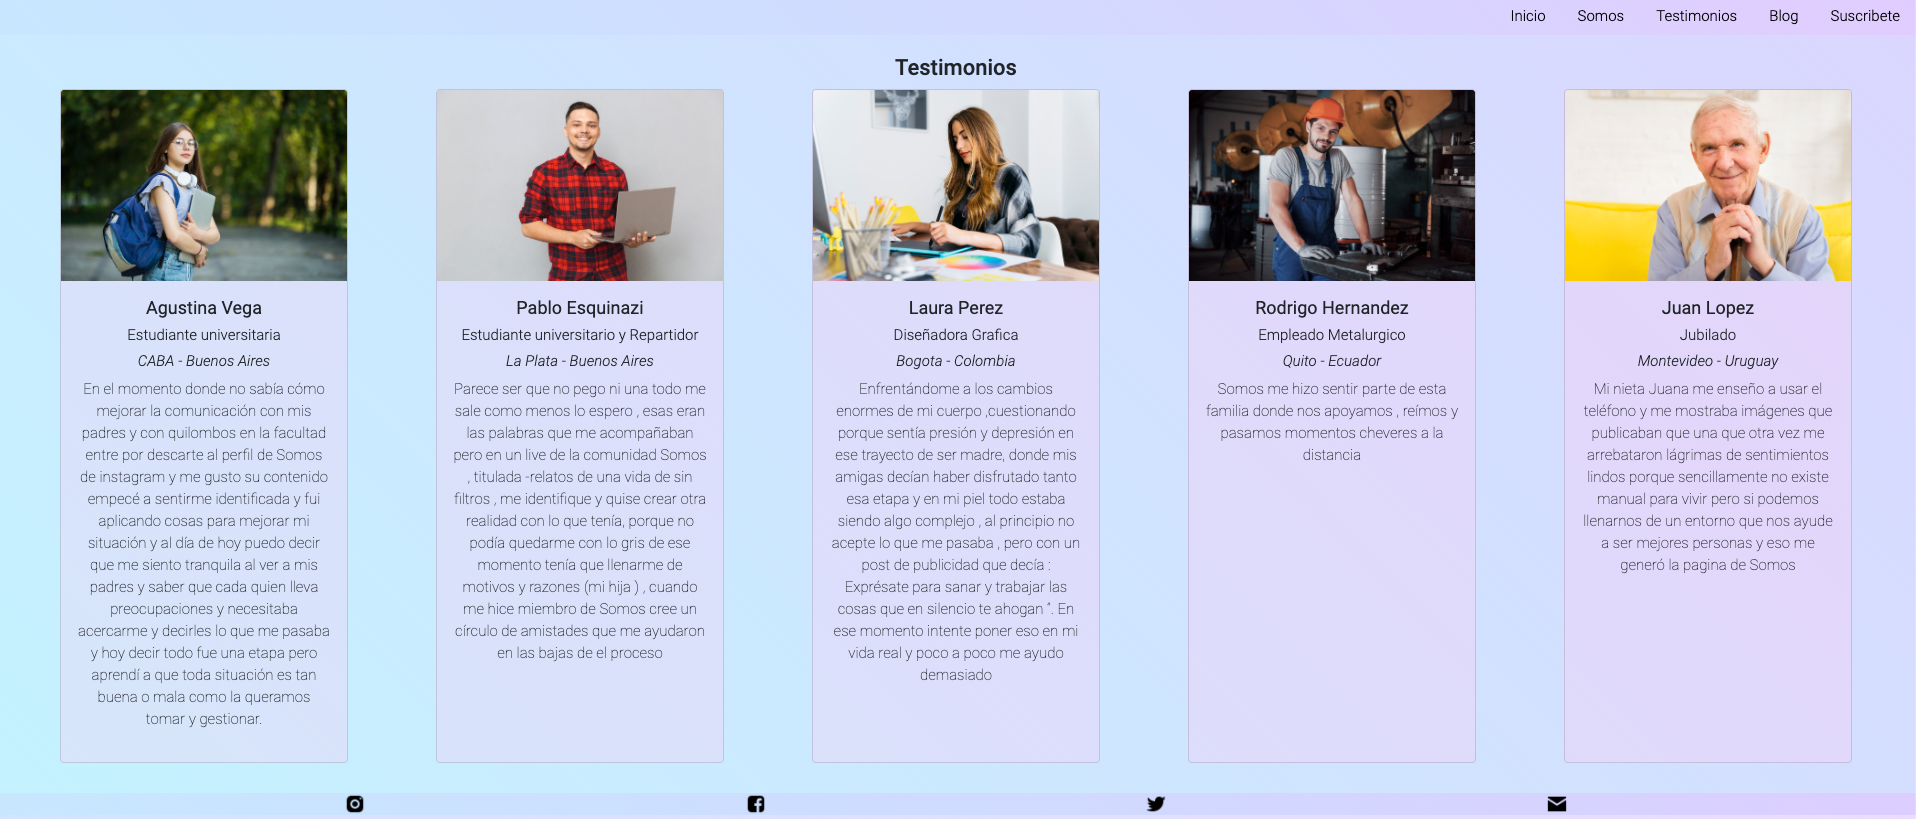 Inicio Somos Testimonios Blog Suscribete
Testimonios
Agustina Vega
Estudiante universitaria
CABA - Buenos Aires
En el momento donde no sabía cómo
mejorar la comunicación con mis
padres y con quilombos en la facultad
entre por descarte al perfil de Somos
de instagram y me gusto su contenido
empecé a sentirme identificada y fui
aplicando cosas para mejorar mi
situación y al día de hoy puedo decir
que me siento tranquila al ver a mis
padres y saber que cada quien lleva
preocupaciones y necesitaba
acercarme y decirles lo que me pasaba
y hoy decir todo fue una etapa pero
aprendí a que toda situación es tan
buena o mala como la queramos
tomar y gestionar.
Pablo Esquinazi
Estudiante universitario y Repartidor
La Plata - Buenos Aires
Parece ser que no pego ni una todo me
sale como menos lo espero , esas eran
las palabras que me acompañaban
pero en un live de la comunidad Somos
, titulada -relatos de una vida de sin
filtros , me identifique y quise crear otra
realidad con lo que tenía, porque no
podía quedarme con lo gris de ese
momento tenía que llenarme de
motivos y razones (mi hija ) , cuando
me hice miembro de Somos cree un
círculo de amistades que me ayudaron
en las bajas de el proceso
Laura Perez
Diseñadora Grafica
Bogota - Colombia
Enfrentándome a los cambios
enormes de mi cuerpo ,cuestionando
porque sentía presión y depresión en
ese trayecto de ser madre, donde mis
amigas decían haber disfrutado tanto
esa etapa y en mi piel todo estaba
siendo algo complejo , al principio no
acepte lo que me pasaba , pero con un
post de publicidad que decía :
Exprésate para sanar y trabajar las
cosas que en silencio te ahogan ”. En
ese momento intente poner eso en mi
vida real y poco a poco me ayudo
demasiado
Rodrigo Hernandez
Empleado Metalurgico
Quito - Ecuador
Somos me hizo sentir parte de esta
familia donde nos apoyamos , reímos y
pasamos momentos cheveres a la
distancia
Juan Lopez
Jubilado
Montevideo - Uruguay
Mi nieta Juana me enseño a usar el
teléfono y me mostraba imágenes que
publicaban que una que otra vez me
arrebataron lágrimas de sentimientos
lindos porque sencillamente no existe
manual para vivir pero si podemos
llenarnos de un entorno que nos ayude
a ser mejores personas y eso me
generó la pagina de Somos